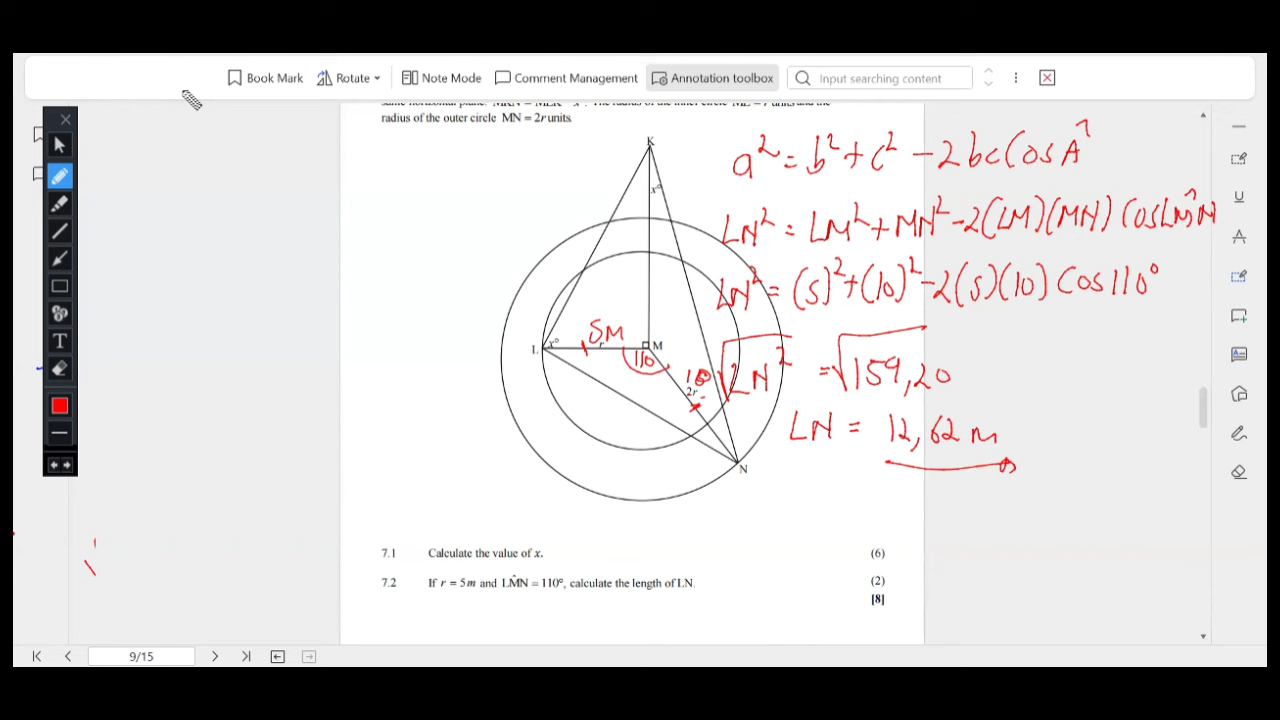 Book Mark Rotate Note Mode Comment Management Annotation toolbox Input searching content
radius of the outer circle MN = 2r units
K
x°
a² = b² + c² - 2bc Cos Â
LN² = LM² + MN² - 2(LM)(MN) Cos LM̂N
LN² = (5)² + (10)² - 2(5)(10) Cos 110°
5M
L
x°
r
M
110
10
2r
N
√LN² = √159,20
LN = 12,62 m
7.1 Calculate the value of x. (6)
7.2 If r = 5m and LM̂N = 110°, calculate the length of LN. (2)
[8]
9/15